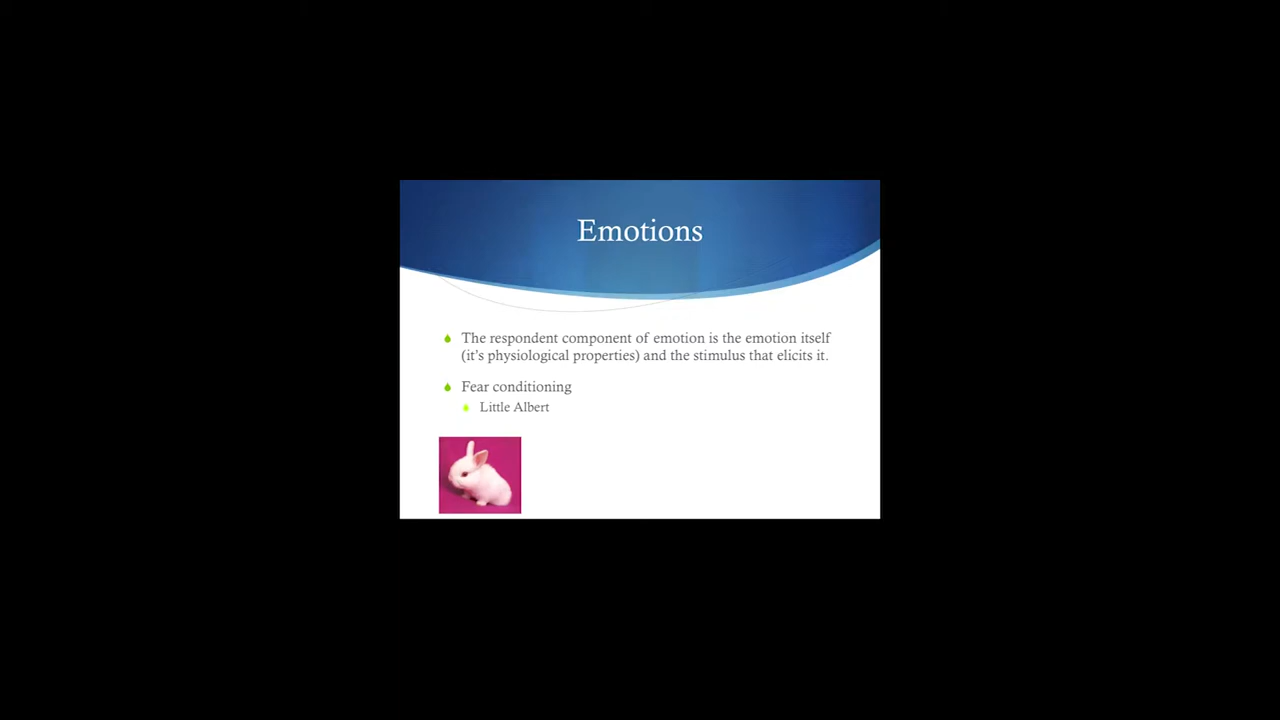 Emotions
The respondent component of emotion is the emotion itself
(it's physiological properties) and the stimulus that elicits it.
Fear conditioning
Little Albert